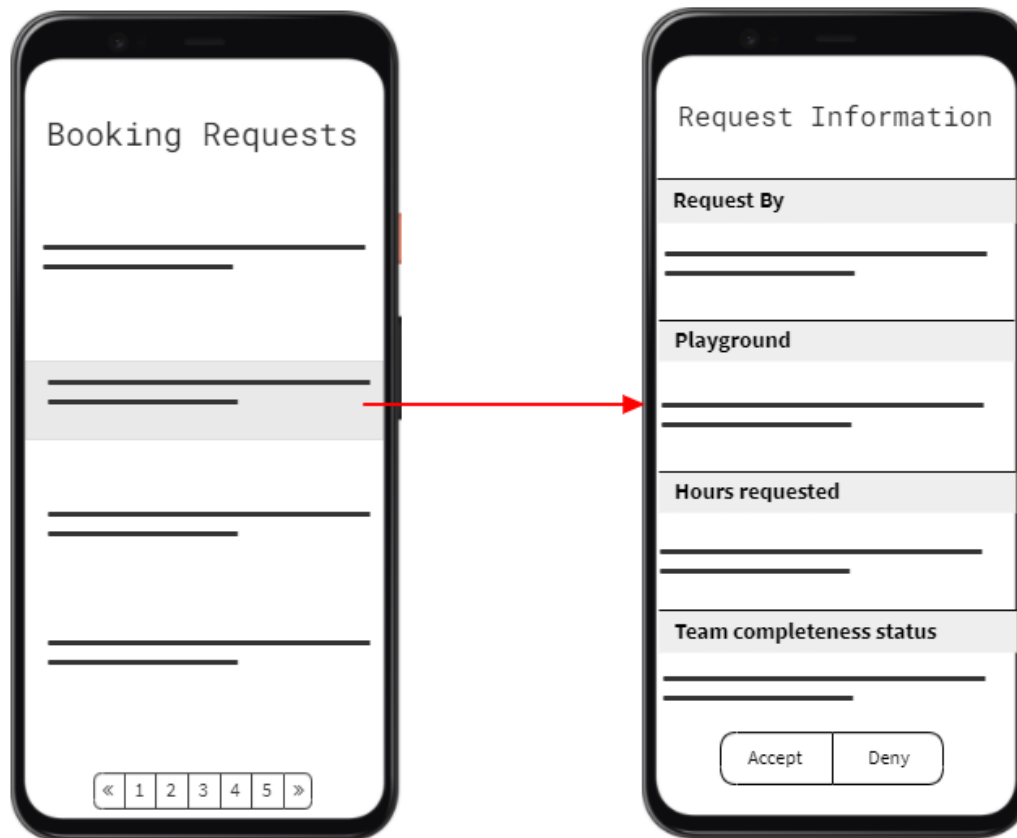 Booking Requests
« 1 2 3 4 5 »
Request Information
Request By
Playground
Hours requested
Team completeness status
Accept Deny